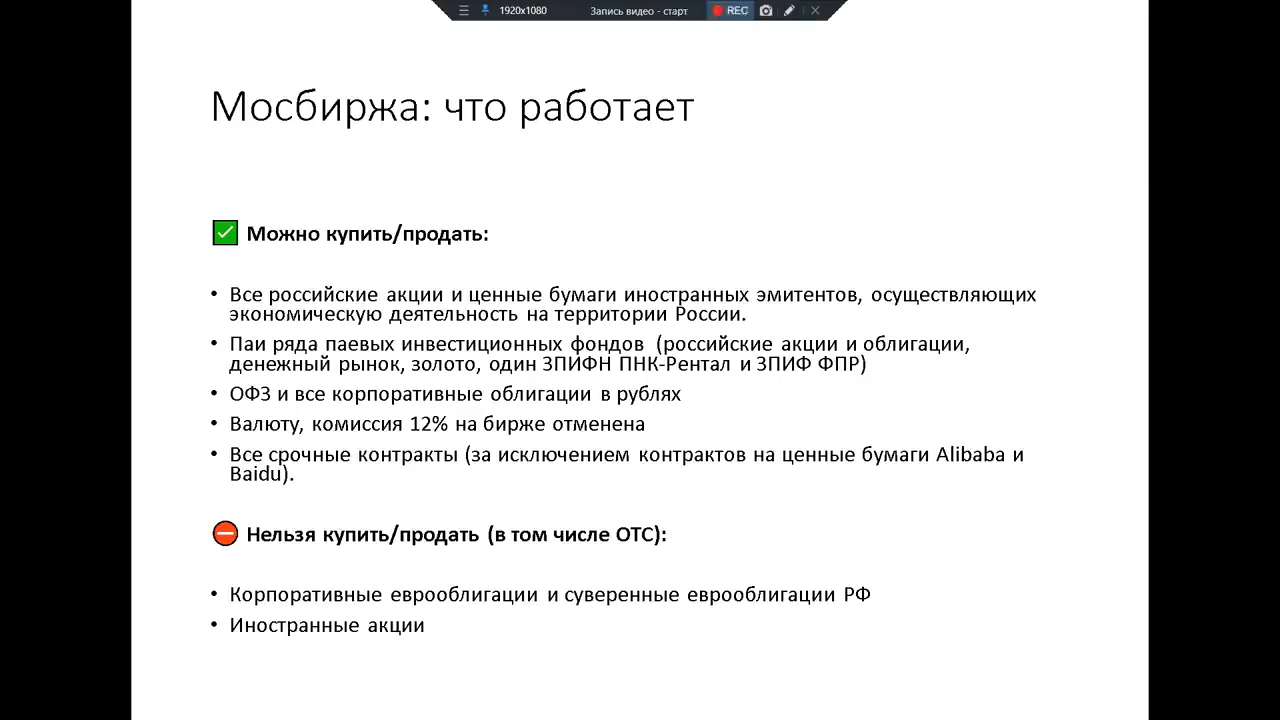 1920x1080 Запись видео - старт REC
Мосбиржа: что работает
✅ Можно купить/продать:
• Все российские акции и ценные бумаги иностранных эмитентов, осуществляющих
экономическую деятельность на территории России.
• Паи ряда паевых инвестиционных фондов (российские акции и облигации,
денежный рынок, золото, один ЗПИФН ПНК-Рентал и ЗПИФ ФПР)
• ОФЗ и все корпоративные облигации в рублях
• Валюту, комиссия 12% на бирже отменена
• Все срочные контракты (за исключением контрактов на ценные бумаги Alibaba и
Baidu).
⛔ Нельзя купить/продать (в том числе ОТС):
• Корпоративные еврооблигации и суверенные еврооблигации РФ
• Иностранные акции